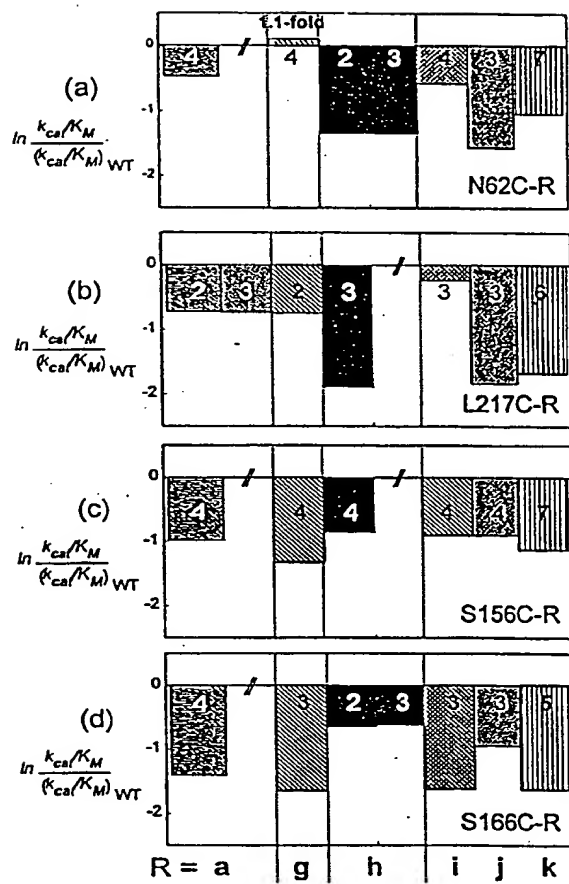 1.1-fold
0
4
//
4
2 3
4
3
7
(a)
ln kcat/KM
(kcat/KM)WT
-1
-2
N62C-R
0
2
3
2
3
//
3
3
6
(b)
ln kcat/KM
(kcat/KM)WT
-1
-2
L217C-R
0
4
//
4
4
//
4
4
7
(c)
ln kcat/KM
(kcat/KM)WT
-1
-2
S156C-R
0
4
//
3
2 3
3
3
5
(d)
ln kcat/KM
(kcat/KM)WT
-1
-2
S166C-R
R = a g h i j k